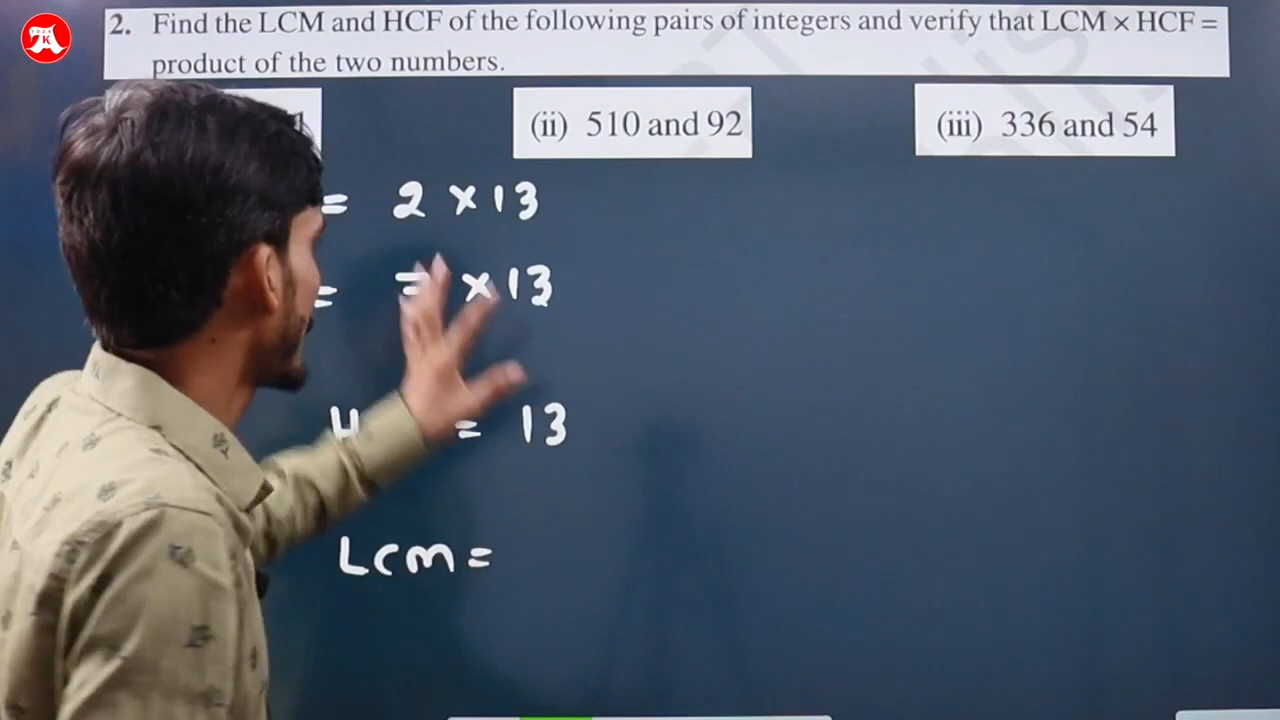 2. Find the LCM and HCF of the following pairs of integers and verify that LCM × HCF =
product of the two numbers.
(ii) 510 and 92
(iii) 336 and 54
= 2 × 13
= × 13
H = 13
LCM =